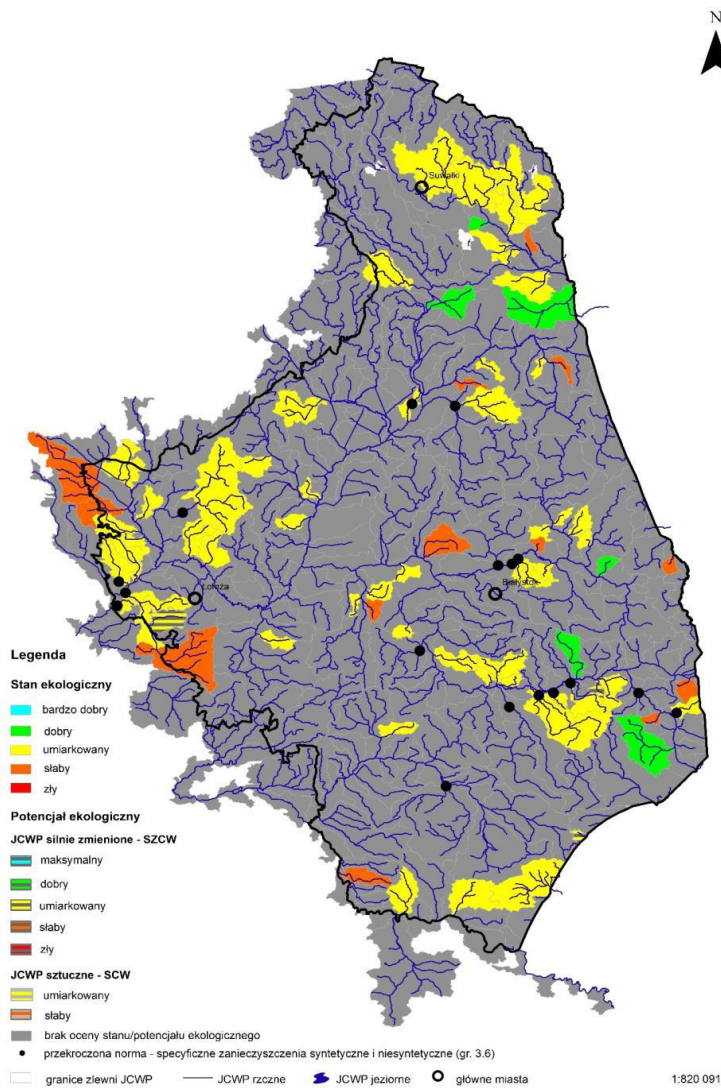 N
Suwałki
Łomża
Białystok
Legenda
Stan ekologiczny
bardzo dobry
dobry
umiarkowany
słaby
zły
Potencjał ekologiczny
JCWP silnie zmienione - SZCW
maksymalny
dobry
umiarkowany
słaby
zły
JCWP sztuczne - SCW
umiarkowany
słaby
brak oceny stanu/potencjału ekologicznego
przekroczona norma - specyficzne zanieczyszczenia syntetyczne i niesyntetyczne (gr. 3.6)
granice zlewni JCWP JCWP rzczne JCWP jeziorne główne miasta 1:820 091